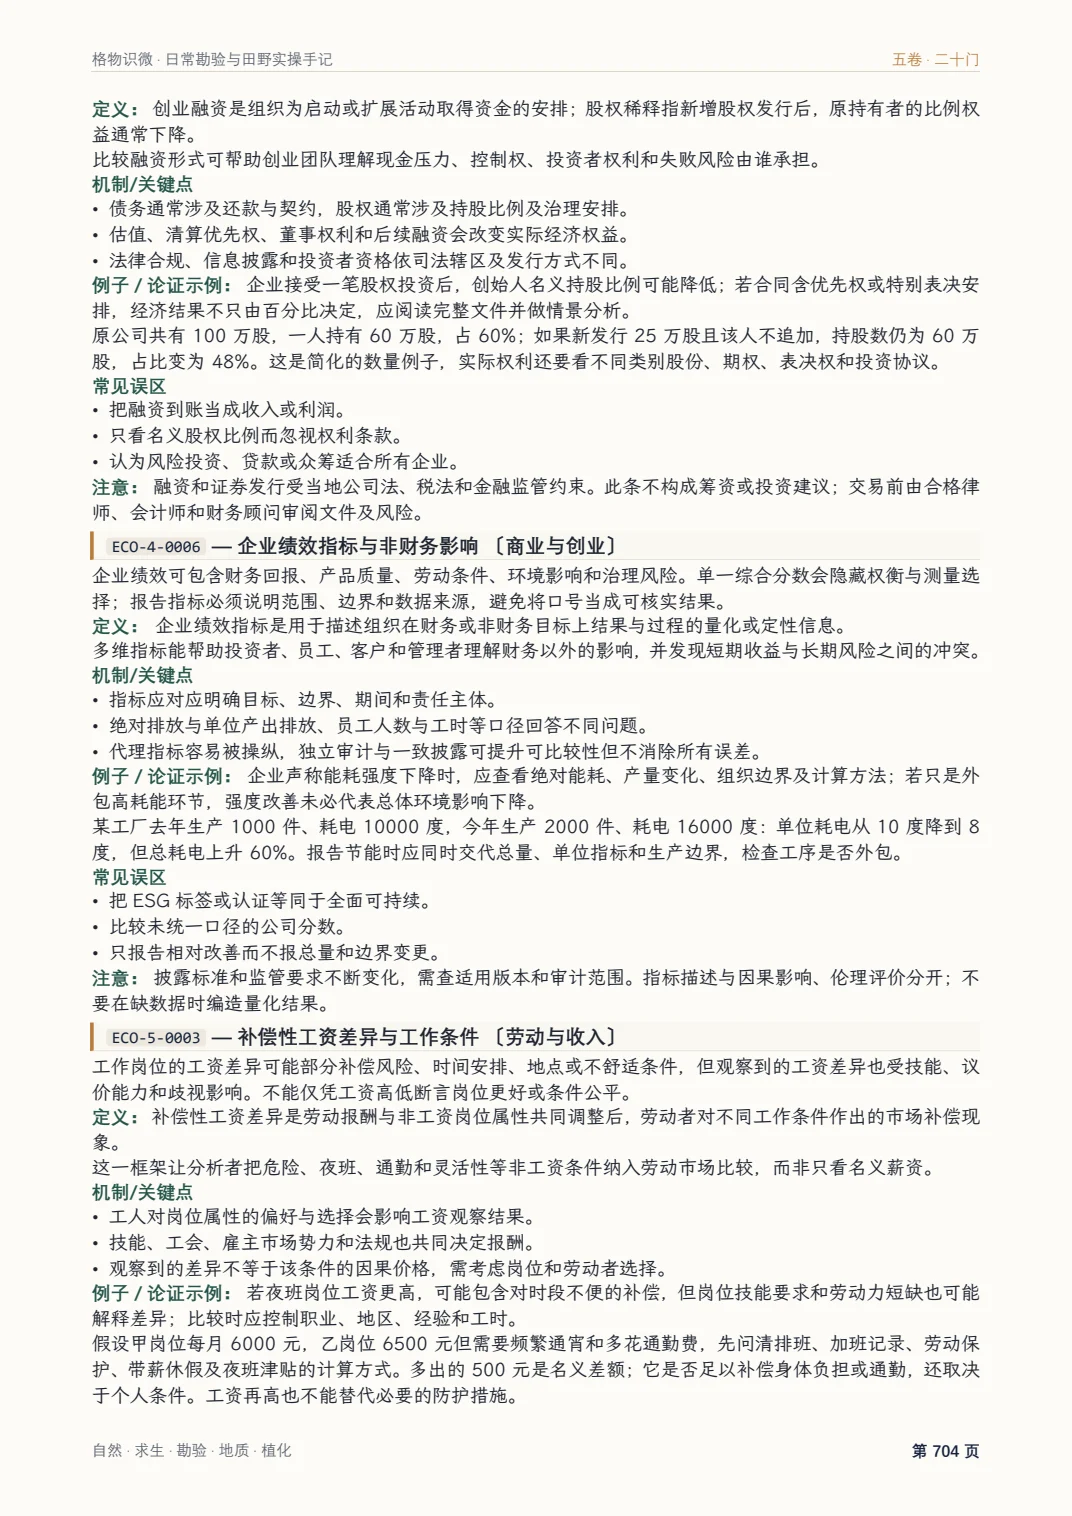 格物识微 · 日常勘验与田野实操手记
五卷 · 二十门
定义： 创业融资是组织为启动或扩展活动取得资金的安排；股权稀释指新增股权发行后，原持有者的比例权
益通常下降。
比较融资形式可帮助创业团队理解现金压力、控制权、投资者权利和失败风险由谁承担。
机制/关键点
• 债务通常涉及还款与契约，股权通常涉及持股比例及治理安排。
• 估值、清算优先权、董事权利和后续融资会改变实际经济权益。
• 法律合规、信息披露和投资者资格依司法辖区及发行方式不同。
例子 / 论证示例： 企业接受一笔股权投资后，创始人名义持股比例可能降低；若合同含优先权或特别表决安
排，经济结果不只由百分比决定，应阅读完整文件并做情景分析。
原公司共有 100 万股，一人持有 60 万股，占 60%；如果新发行 25 万股且该人不追加，持股数仍为 60 万
股，占比变为 48%。这是简化的数量例子，实际权利还要看不同类别股份、期权、表决权和投资协议。
常见误区
• 把融资到账当成收入或利润。
• 只看名义股权比例而忽视权利条款。
• 认为风险投资、贷款或众筹适合所有企业。
注意： 融资和证券发行受当地公司法、税法和金融监管约束。此条不构成筹资或投资建议；交易前由合格律
师、会计师和财务顾问审阅文件及风险。
ECO-4-0006 — 企业绩效指标与非财务影响 〔商业与创业〕
企业绩效可包含财务回报、产品质量、劳动条件、环境影响和治理风险。单一综合分数会隐藏权衡与测量选
择；报告指标必须说明范围、边界和数据来源，避免将口号当成可核实结果。
定义： 企业绩效指标是用于描述组织在财务或非财务目标上结果与过程的量化或定性信息。
多维指标能帮助投资者、员工、客户和管理者理解财务以外的影响，并发现短期收益与长期风险之间的冲突。
机制/关键点
• 指标应对应明确目标、边界、期间和责任主体。
• 绝对排放与单位产出排放、员工人数与工时等口径回答不同问题。
• 代理指标容易被操纵，独立审计与一致披露可提升可比较性但不消除所有误差。
例子 / 论证示例： 企业声称能耗强度下降时，应查看绝对能耗、产量变化、组织边界及计算方法；若只是外
包高耗能环节，强度改善未必代表总体环境影响下降。
某工厂去年生产 1000 件、耗电 10000 度，今年生产 2000 件、耗电 16000 度：单位耗电从 10 度降到 8
度，但总耗电上升 60%。报告节能时应同时交代总量、单位指标和生产边界，检查工序是否外包。
常见误区
• 把 ESG 标签或认证等同于全面可持续。
• 比较未统一口径的公司分数。
• 只报告相对改善而不报总量和边界变更。
注意： 披露标准和监管要求不断变化，需查适用版本和审计范围。指标描述与因果影响、伦理评价分开；不
要在缺数据时编造量化结果。
ECO-5-0003 — 补偿性工资差异与工作条件 〔劳动与收入〕
工作岗位的工资差异可能部分补偿风险、时间安排、地点或不舒适条件，但观察到的工资差异也受技能、议
价能力和歧视影响。不能仅凭工资高低断言岗位更好或条件公平。
定义： 补偿性工资差异是劳动报酬与非工资岗位属性共同调整后，劳动者对不同工作条件作出的市场补偿现
象。
这一框架让分析者把危险、夜班、通勤和灵活性等非工资条件纳入劳动市场比较，而非只看名义薪资。
机制/关键点
• 工人对岗位属性的偏好与选择会影响工资观察结果。
• 技能、工会、雇主市场势力和法规也共同决定报酬。
• 观察到的差异不等于该条件的因果价格，需考虑岗位和劳动者选择。
例子 / 论证示例： 若夜班岗位工资更高，可能包含对时段不便的补偿，但岗位技能要求和劳动力短缺也可能
解释差异；比较时应控制职业、地区、经验和工时。
假设甲岗位每月 6000 元，乙岗位 6500 元但需要频繁通宵和多花通勤费，先问清排班、加班记录、劳动保
护、带薪休假及夜班津贴的计算方式。多出的 500 元是名义差额；它是否足以补偿身体负担或通勤，还取决
于个人条件。工资再高也不能替代必要的防护措施。
自然 · 求生 · 勘验 · 地质 · 植化
第 704 页